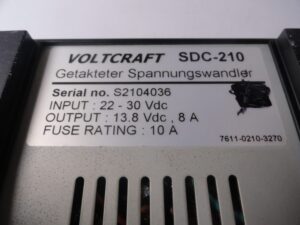 VOLTCRAFT SDC-210
Getakteter Spannungswandler
Serial no. S2104036
INPUT : 22 - 30 Vdc
OUTPUT : 13.8 Vdc , 8 A
FUSE RATING : 10 A
7611-0210-3270